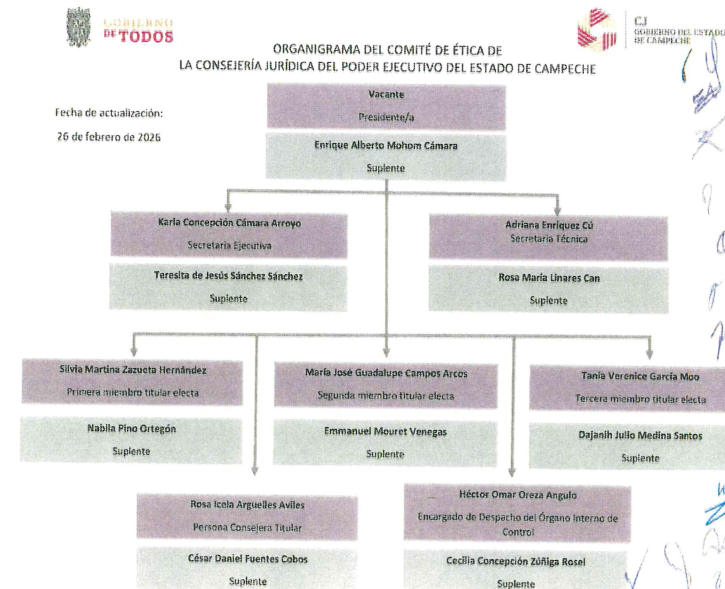 GOBIERNO
DE TODOS
CJ
GOBIERNO DEL ESTADO
DE CAMPECHE
ORGANIGRAMA DEL COMITÉ DE ÉTICA DE
LA CONSEJERÍA JURÍDICA DEL PODER EJECUTIVO DEL ESTADO DE CAMPECHE
Fecha de actualización:
26 de febrero de 2026
Vacante
Presidente/a
Enrique Alberto Mohom Cámara
Suplente
Karla Concepción Cámara Arroyo
Secretaria Ejecutiva
Teresita de Jesús Sánchez Sánchez
Suplente
Adriana Enríquez Cú
Secretaria Técnica
Rosa María Linares Can
Suplente
Silvia Martina Zazueta Hernández
Primera miembro titular electa
Nabila Pino Ortegón
Suplente
María José Guadalupe Campos Arcos
Segunda miembro titular electa
Emmanuel Mouret Venegas
Suplente
Tania Verenice García Moo
Tercera miembro titular electa
Dajanih Julio Medina Santos
Suplente
Rosa Icela Arguelles Aviles
Persona Consejera Titular
César Daniel Fuentes Cobos
Suplente
Héctor Omar Oreza Angulo
Encargado de Despacho del Órgano Interno de
Control
Cecilia Concepción Zúñiga Rosel
Suplente